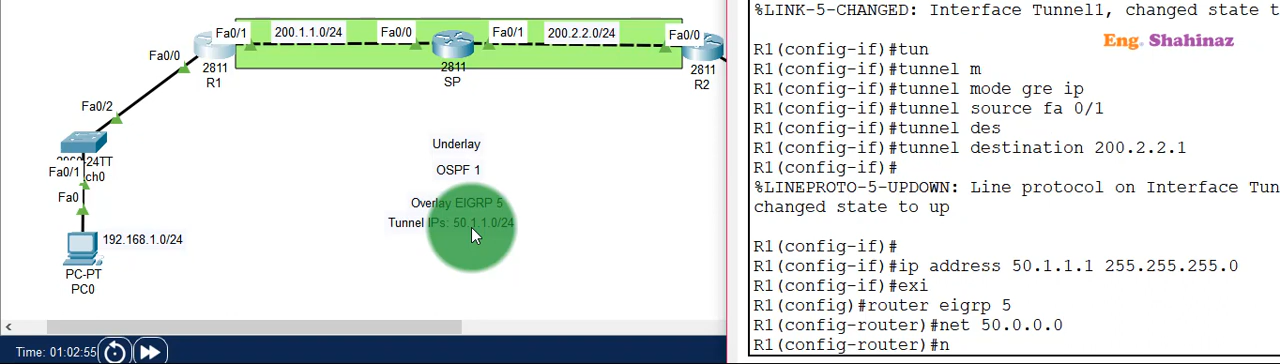 Fa0/1
200.1.1.0/24
Fa0/0
Fa0/1
200.2.2.0/24
Fa0/0
Fa0/0
2811
R1
2811
SP
2811
R2
Fa0/2
24TT
Fa0/1
ch0
Fa0
192.168.1.0/24
PC-PT
PC0
Underlay
OSPF 1
Overlay EIGRP 5
Tunnel IPs: 50.1.1.0/24
Time: 01:02:55
%LINK-5-CHANGED: Interface Tunnel1, changed state t
Eng. Shahinaz
R1(config-if)#tun
R1(config-if)#tunnel m
R1(config-if)#tunnel mode gre ip
R1(config-if)#tunnel source fa 0/1
R1(config-if)#tunnel des
R1(config-if)#tunnel destination 200.2.2.1
R1(config-if)#
%LINEPROTO-5-UPDOWN: Line protocol on Interface Tun
changed state to up
R1(config-if)#
R1(config-if)#ip address 50.1.1.1 255.255.255.0
R1(config-if)#exi
R1(config)#router eigrp 5
R1(config-router)#net 50.0.0.0
R1(config-router)#n